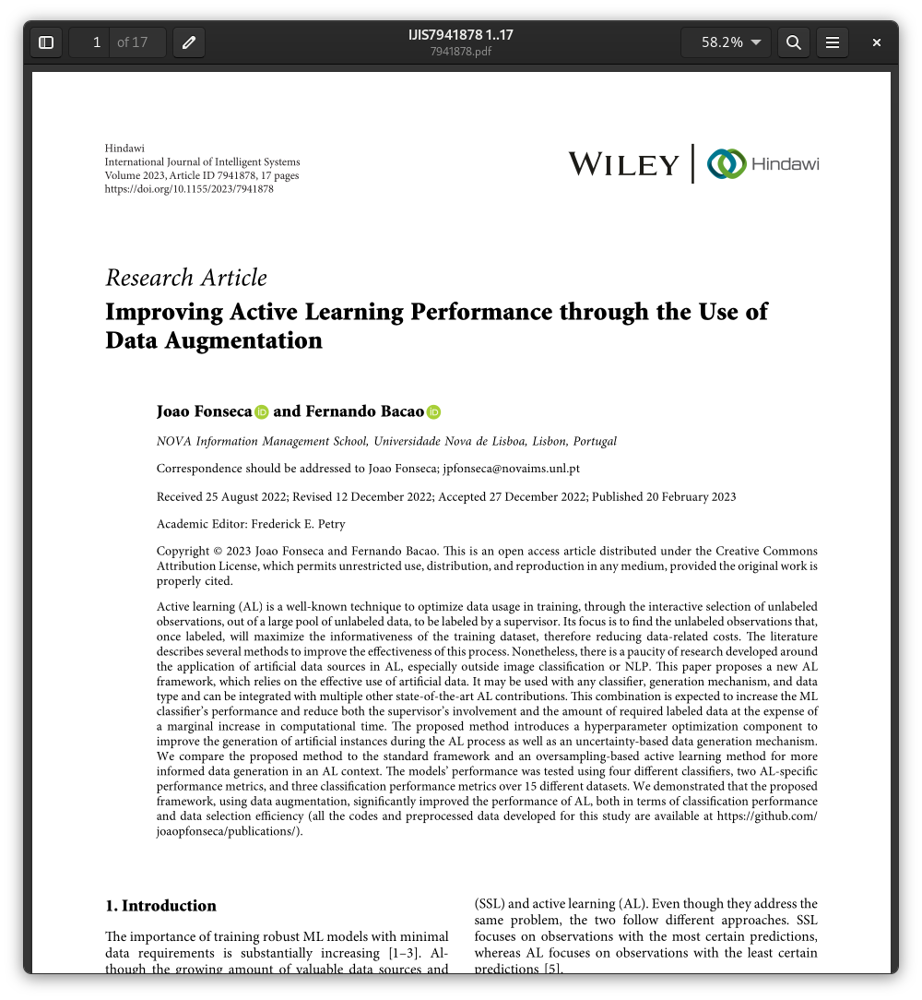 1 of 17
IJIS7941878 1..17
7941878.pdf
58.2%
Hindawi
International Journal of Intelligent Systems
Volume 2023, Article ID 7941878, 17 pages
https://doi.org/10.1155/2023/7941878
WILEY | Hindawi
Research Article
Improving Active Learning Performance through the Use of
Data Augmentation
Joao Fonseca iD and Fernando Bacao iD
NOVA Information Management School, Universidade Nova de Lisboa, Lisbon, Portugal
Correspondence should be addressed to Joao Fonseca; jpfonseca@novaims.unl.pt
Received 25 August 2022; Revised 12 December 2022; Accepted 27 December 2022; Published 20 February 2023
Academic Editor: Frederick E. Petry
Copyright © 2023 Joao Fonseca and Fernando Bacao. This is an open access article distributed under the Creative Commons
Attribution License, which permits unrestricted use, distribution, and reproduction in any medium, provided the original work is
properly cited.
Active learning (AL) is a well-known technique to optimize data usage in training, through the interactive selection of unlabeled
observations, out of a large pool of unlabeled data, to be labeled by a supervisor. Its focus is to find the unlabeled observations that,
once labeled, will maximize the informativeness of the training dataset, therefore reducing data-related costs. The literature
describes several methods to improve the effectiveness of this process. Nonetheless, there is a paucity of research developed around
the application of artificial data sources in AL, especially outside image classification or NLP. This paper proposes a new AL
framework, which relies on the effective use of artificial data. It may be used with any classifier, generation mechanism, and data
type and can be integrated with multiple other state-of-the-art AL contributions. This combination is expected to increase the ML
classifier's performance and reduce both the supervisor's involvement and the amount of required labeled data at the expense of
a marginal increase in computational time. The proposed method introduces a hyperparameter optimization component to
improve the generation of artificial instances during the AL process as well as an uncertainty-based data generation mechanism.
We compare the proposed method to the standard framework and an oversampling-based active learning method for more
informed data generation in an AL context. The models' performance was tested using four different classifiers, two AL-specific
performance metrics, and three classification performance metrics over 15 different datasets. We demonstrated that the proposed
framework, using data augmentation, significantly improved the performance of AL, both in terms of classification performance
and data selection efficiency (all the codes and preprocessed data developed for this study are available at https://github.com/
joaopfonseca/publications/).
1. Introduction
The importance of training robust ML models with minimal
data requirements is substantially increasing [1–3]. Al-
though the growing amount of valuable data sources and
(SSL) and active learning (AL). Even though they address the
same problem, the two follow different approaches. SSL
focuses on observations with the most certain predictions,
whereas AL focuses on observations with the least certain
predictions [5].